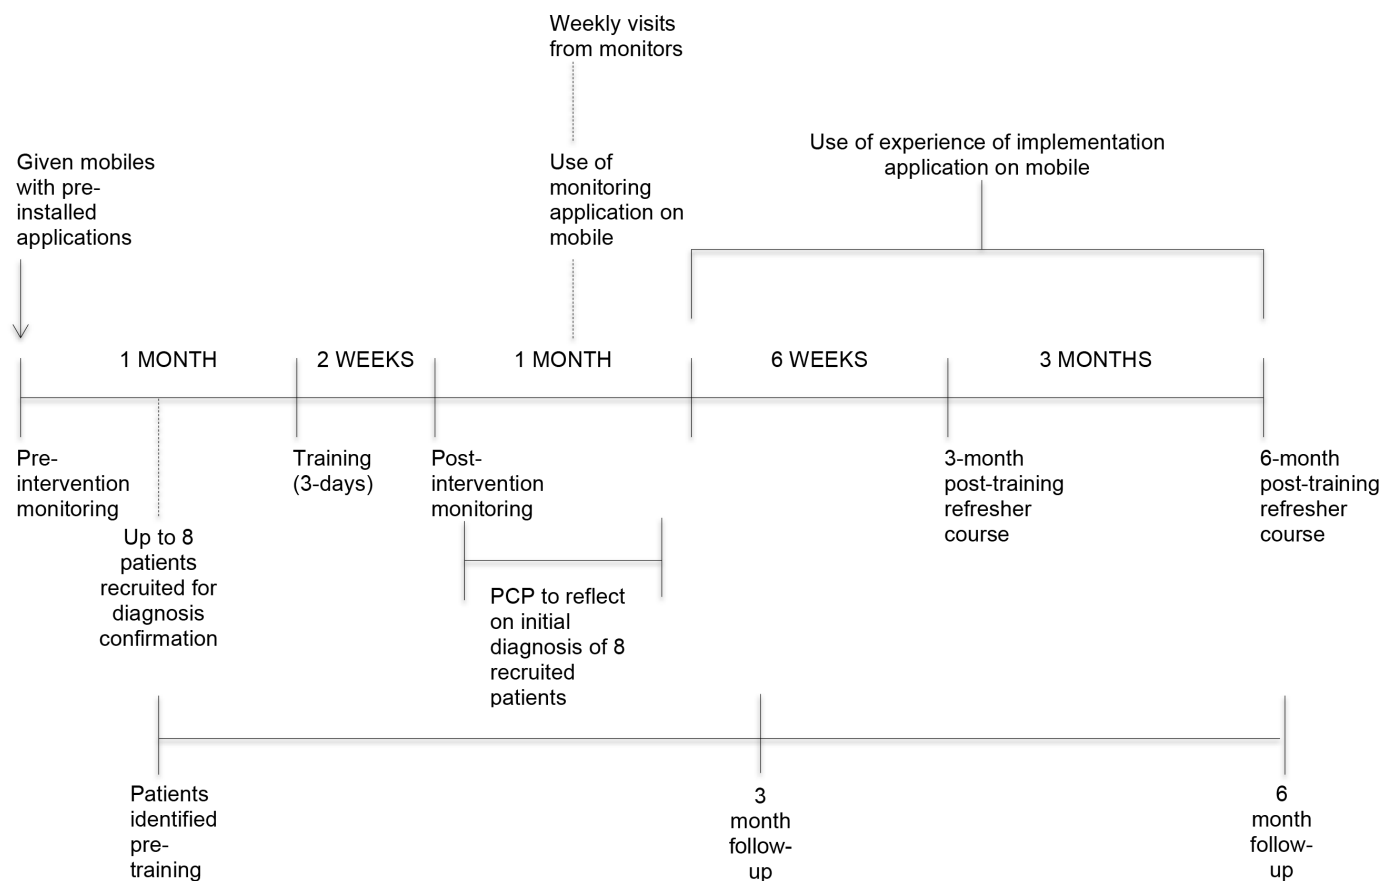 Weekly visits
from monitors
Given mobiles
with pre-
installed
applications
Use of
monitoring
application on
mobile
Use of experience of implementation
application on mobile
1 MONTH
2 WEEKS
1 MONTH
6 WEEKS
3 MONTHS
Pre-
intervention
monitoring
Training
(3-days)
Post-
intervention
monitoring
3-month
post-training
refresher
course
6-month
post-training
refresher
course
Up to 8
patients
recruited for
diagnosis
confirmation
PCP to reflect
on initial
diagnosis of 8
recruited
patients
Patients
identified
pre-
training
3
month
follow-
up
6
month
follow-
up